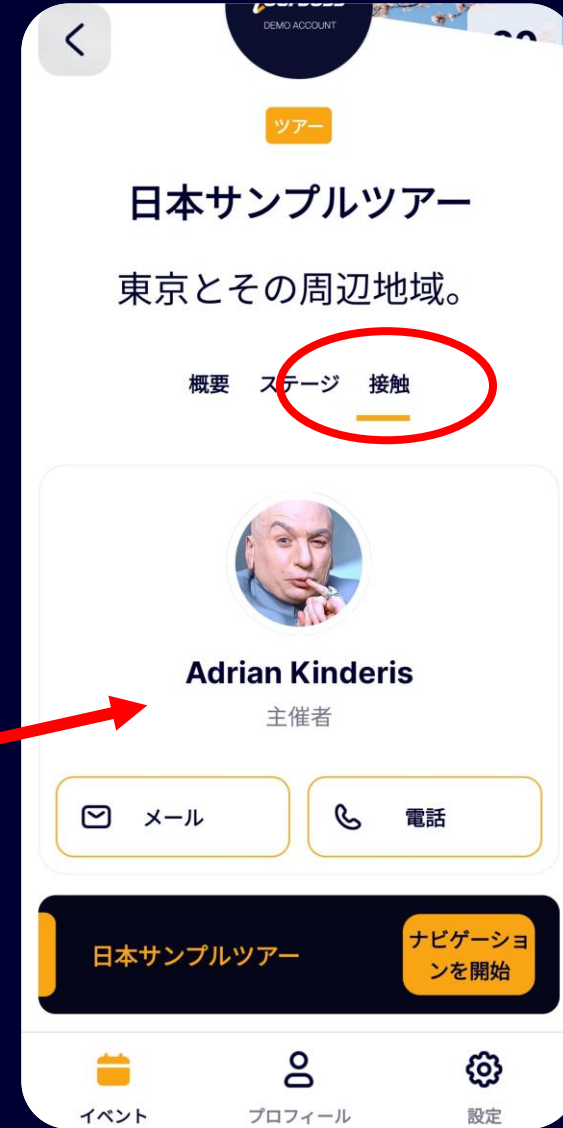 DEMO ACCOUNT
ツアー
日本サンプルツアー
東京とその周辺地域。
概要 ステージ 接触
Adrian Kinderis
主催者
メール 電話
日本サンプルツアー
ナビゲーショ
ンを開始
イベント プロフィール 設定